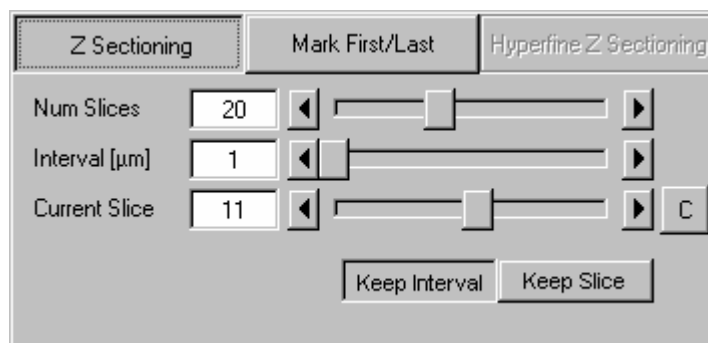 Z Sectioning Mark First/Last Hyperfine Z Sectioning
Num Slices 20
Interval [µm] 1
Current Slice 11 C
Keep Interval Keep Slice